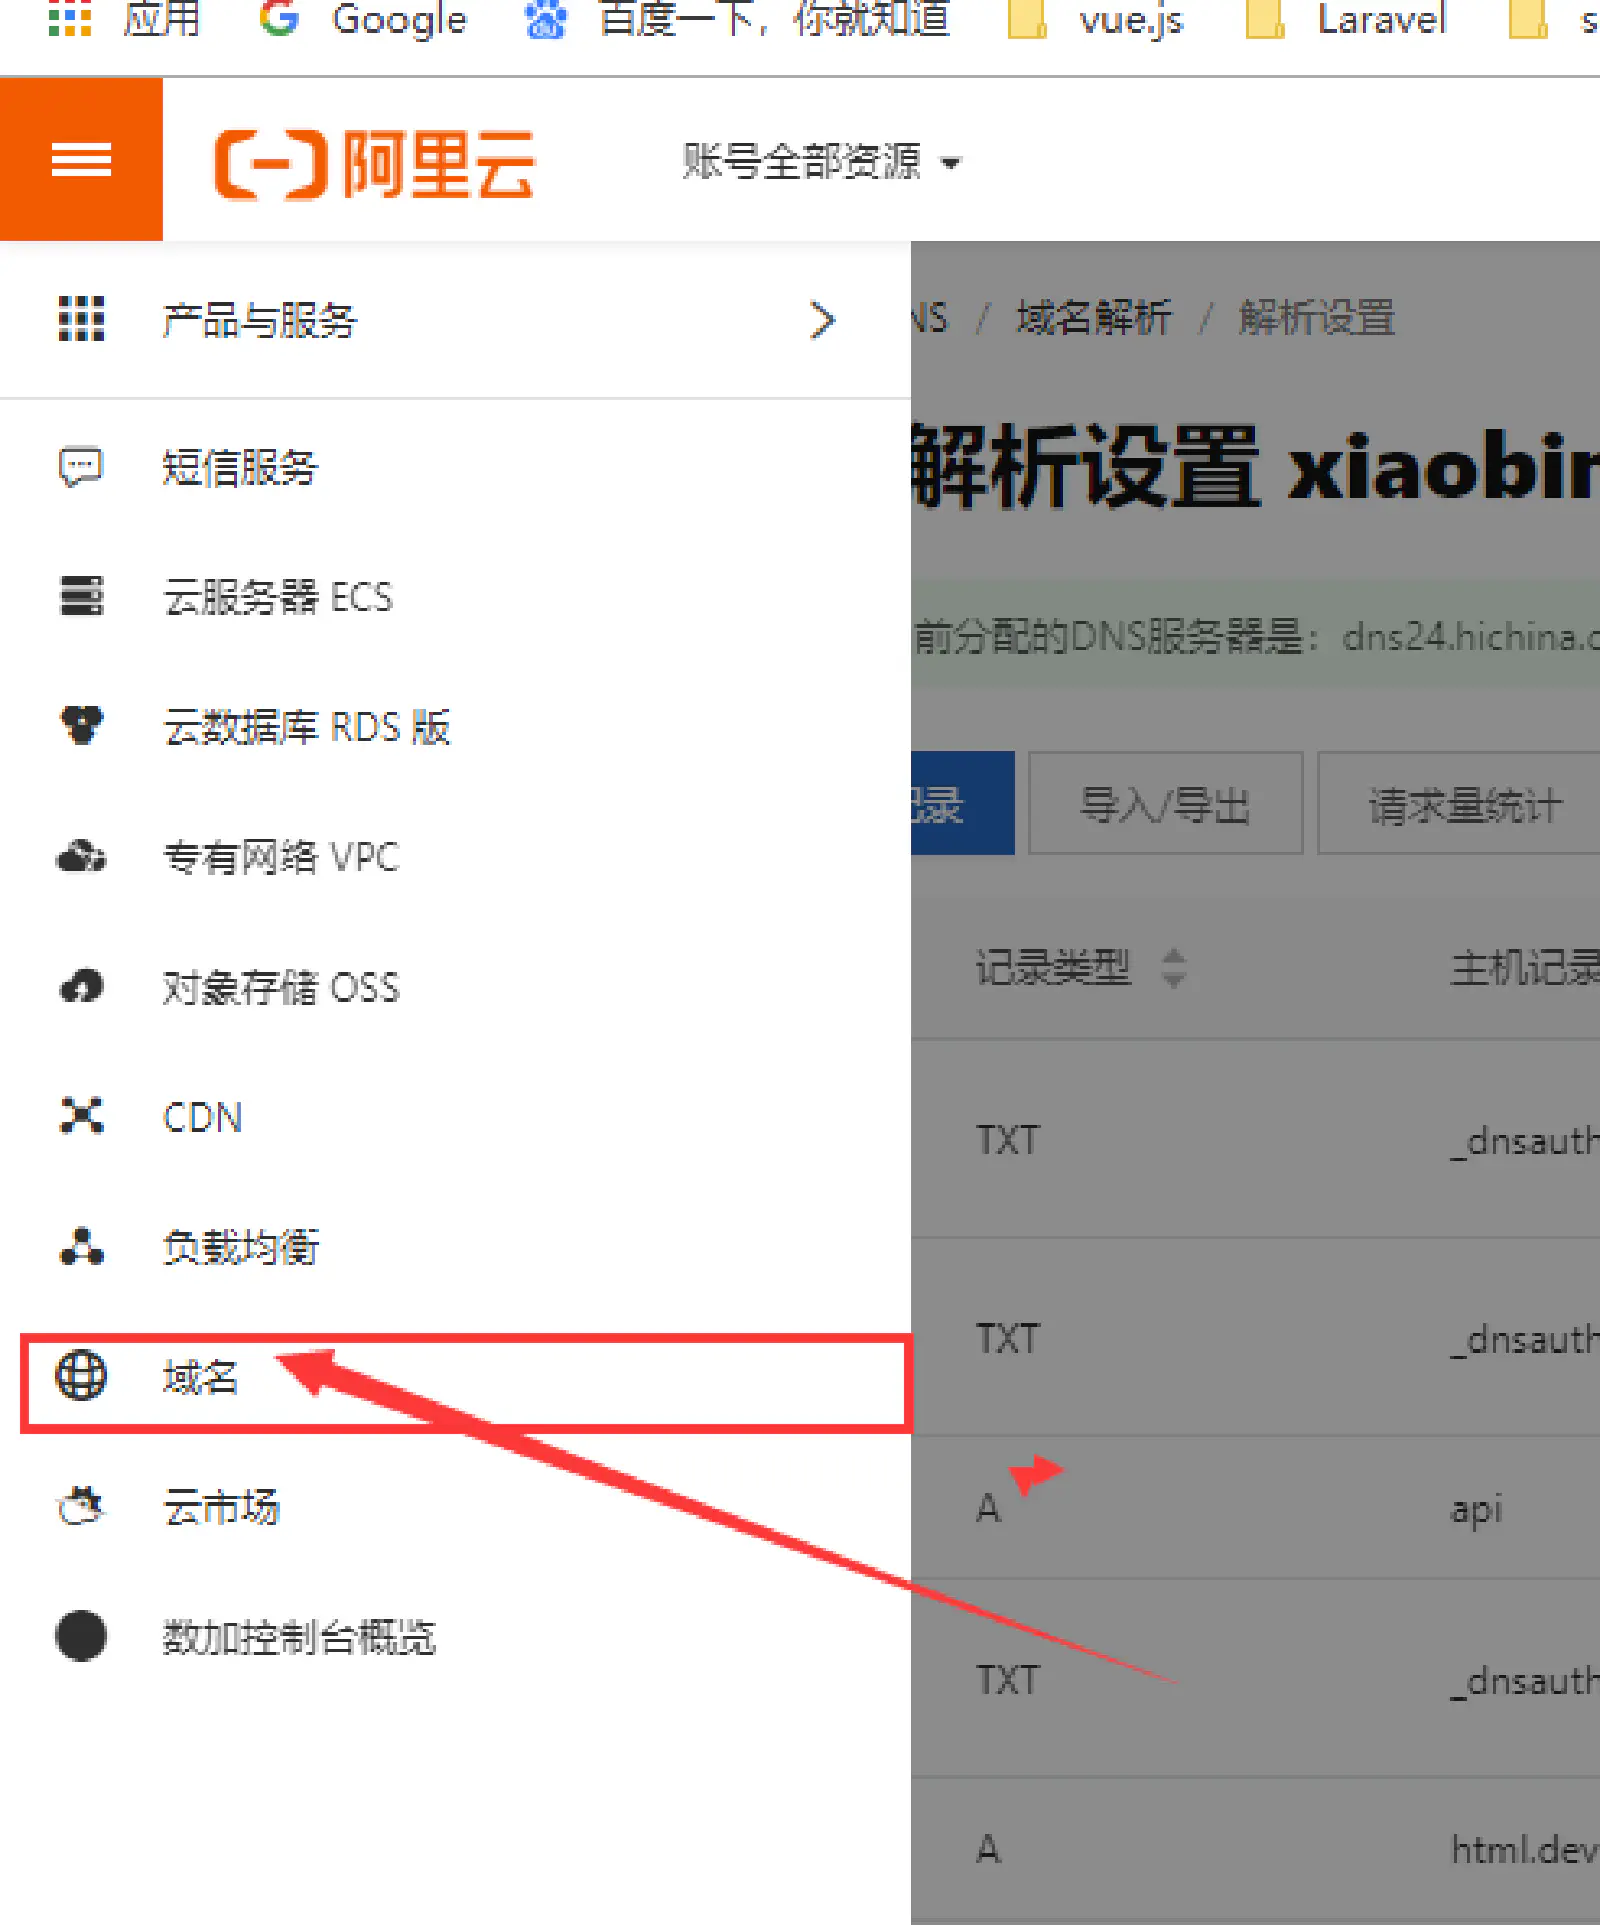 应用 Google 百度一下，你就知道 vue.js Laravel
阿里云 账号全部资源
产品与服务
NS / 域名解析 / 解析设置
短信服务
解析设置 xiaobin
云服务器 ECS
前分配的DNS服务器是：dns24.hichina.c
云数据库 RDS 版
记录 导入/导出 请求量统计
专有网络 VPC
对象存储 OSS
记录类型 主机记录
CDN
TXT _dnsauth
负载均衡
TXT _dnsauth
域名
云市场
A api
数加控制台概览
TXT _dnsauth
A html.dev